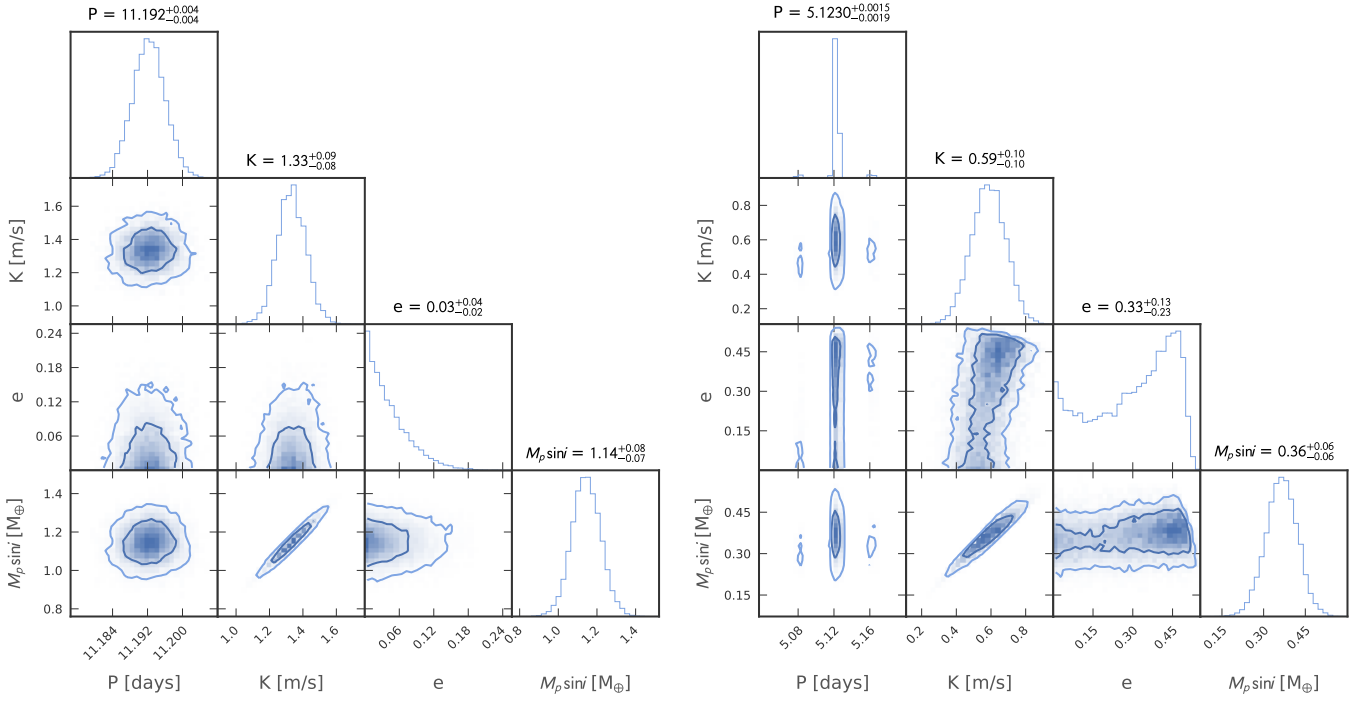 P = 11.192+0.004 −0.004
P = 5.1230+0.0015 −0.0019
K = 1.33+0.09 −0.08
K = 0.59+0.10 −0.10
K [m/s]
1.6
1.4
1.2
1.0
K [m/s]
0.8
0.6
0.4
0.2
e = 0.03+0.04 −0.02
e = 0.33+0.13 −0.23
e
0.24
0.18
0.12
0.06
e
0.45
0.30
0.15
Mp sini = 1.14+0.08 −0.07
Mp sini = 0.36+0.06 −0.06
Mp sini [M⊕]
1.4
1.2
1.0
0.8
Mp sini [M⊕]
0.45
0.30
0.15
11.184 11.192 11.200 1.0 1.2 1.4 1.6 0.06 0.12 0.18 0.24 0.8 1.0 1.2 1.4
5.08 5.12 5.16 0.2 0.4 0.6 0.8 0.15 0.30 0.45 0.15 0.30 0.45
P [days] K [m/s] e Mp sini [M⊕]
P [days] K [m/s] e Mp sini [M⊕]